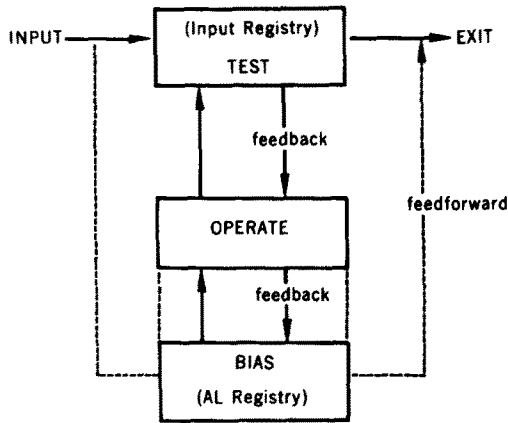 INPUT
(Input Registry)
TEST
EXIT
feedback
feedforward
OPERATE
feedback
BIAS
(AL Registry)